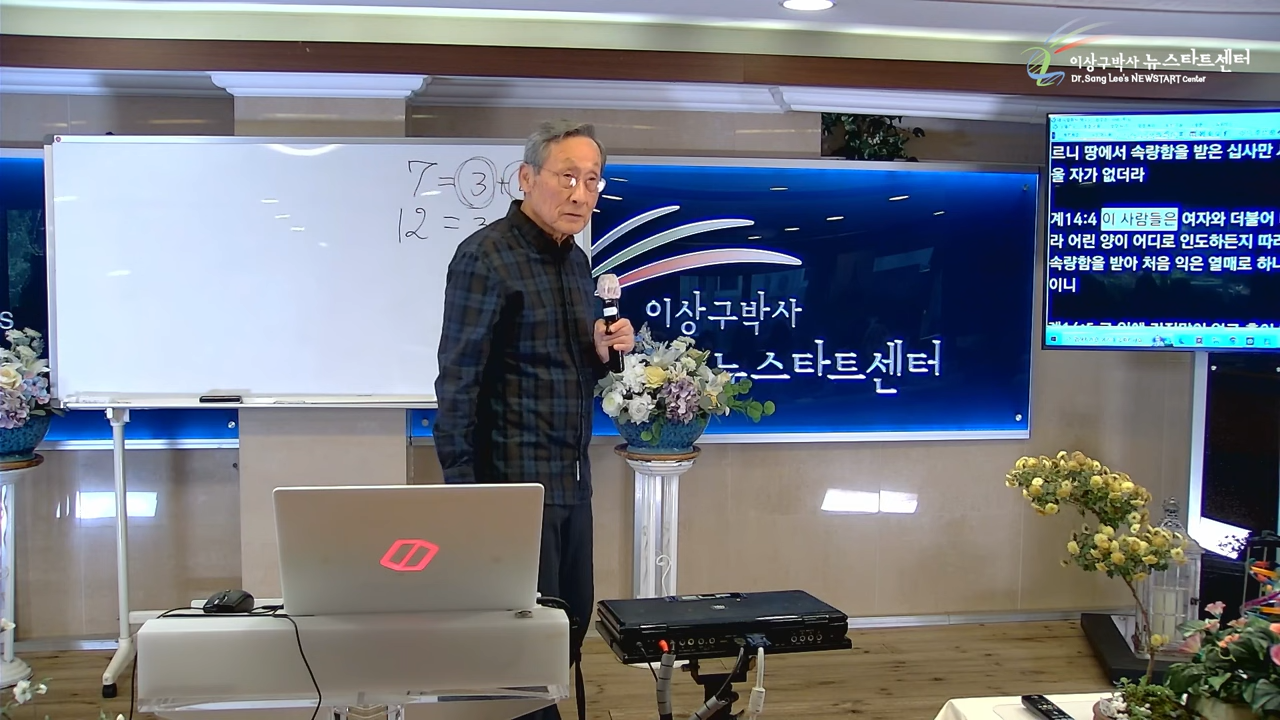 이상구박사 뉴스타트센터
Dr. Sang Lee's NEWSTART Center
7=3+
12=3
르니 땅에서 속량함을 받은 십사만
울 자가 없더라
계14:4 이 사람들은 여자와 더불어
라 어린 양이 어디로 인도하든지 따라
속량함을 받아 처음 익은 열매로 하나
이니
이상구박사
뉴스타트센터
S